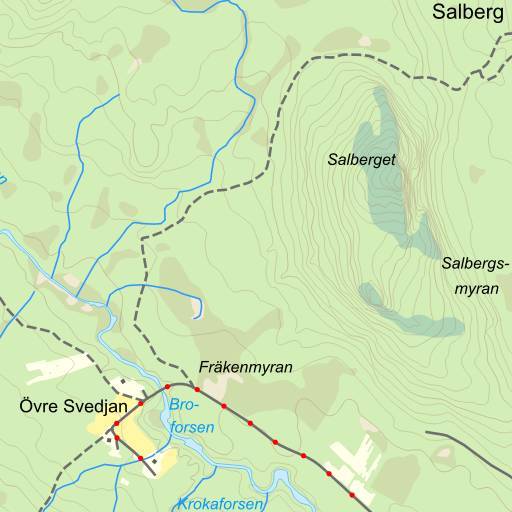 Salberg
Salberget
Salbergs-
myran
Fräkenmyran
Övre Svedjan
Bro-
forsen
Krokaforsen